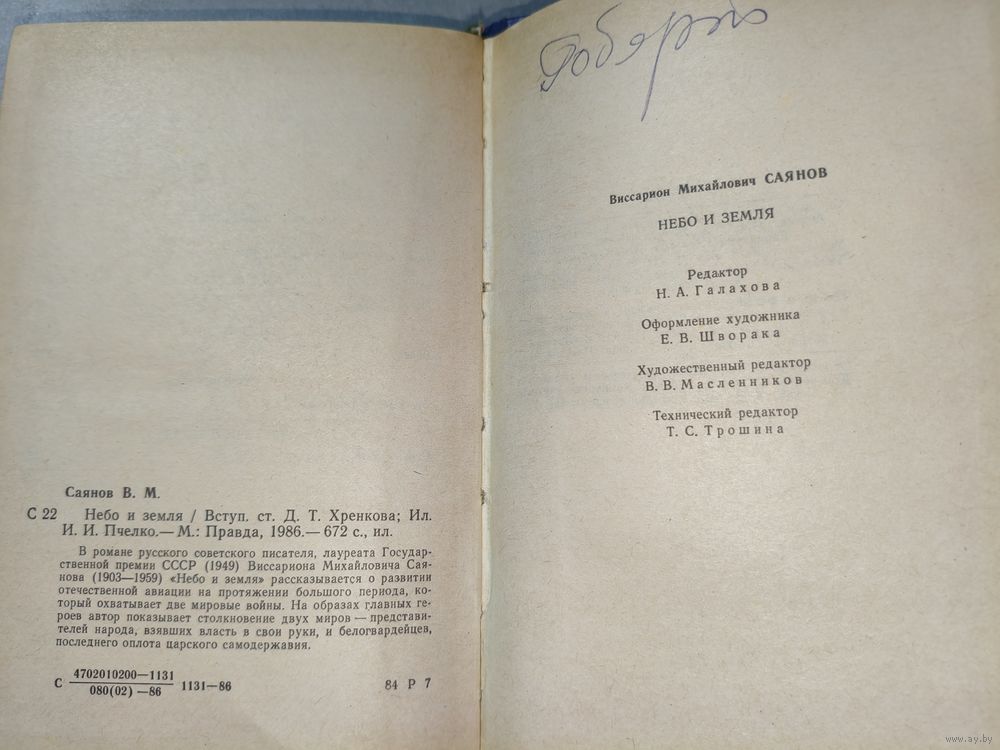 Саянов В. М.
С 22 Небо и земля / Вступ. ст. Д. Т. Хренкова; Ил.
И. И. Пчелко.— М.: Правда, 1986.— 672 с., ил.
В романе русского советского писателя, лауреата Государ-
ственной премии СССР (1949) Виссариона Михайловича Сая-
нова (1903—1959) «Небо и земля» рассказывается о развитии
отечественной авиации на протяжении большого периода, ко-
торый охватывает две мировые войны. На образах главных ге-
роев автор показывает столкновение двух миров — представи-
телей народа, взявших власть в свои руки, и белогвардейцев,
последнего оплота царского самодержавия.
С 4702010200—1131
080(02) —86 1131—86 84 Р 7
Виссарион Михайлович САЯНОВ
НЕБО И ЗЕМЛЯ
Редактор
Н. А. Галахова
Оформление художника
Е. В. Шворака
Художественный редактор
В. В. Масленников
Технический редактор
Т. С. Трошина
www.ay.by